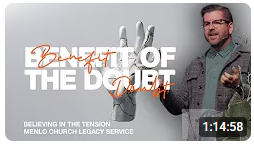 BENEFIT OF
THE DOUBT
Benefit
Doubt
BELIEVING IN THE TENSION
MENLO CHURCH LEGACY SERVICE
1:14:58